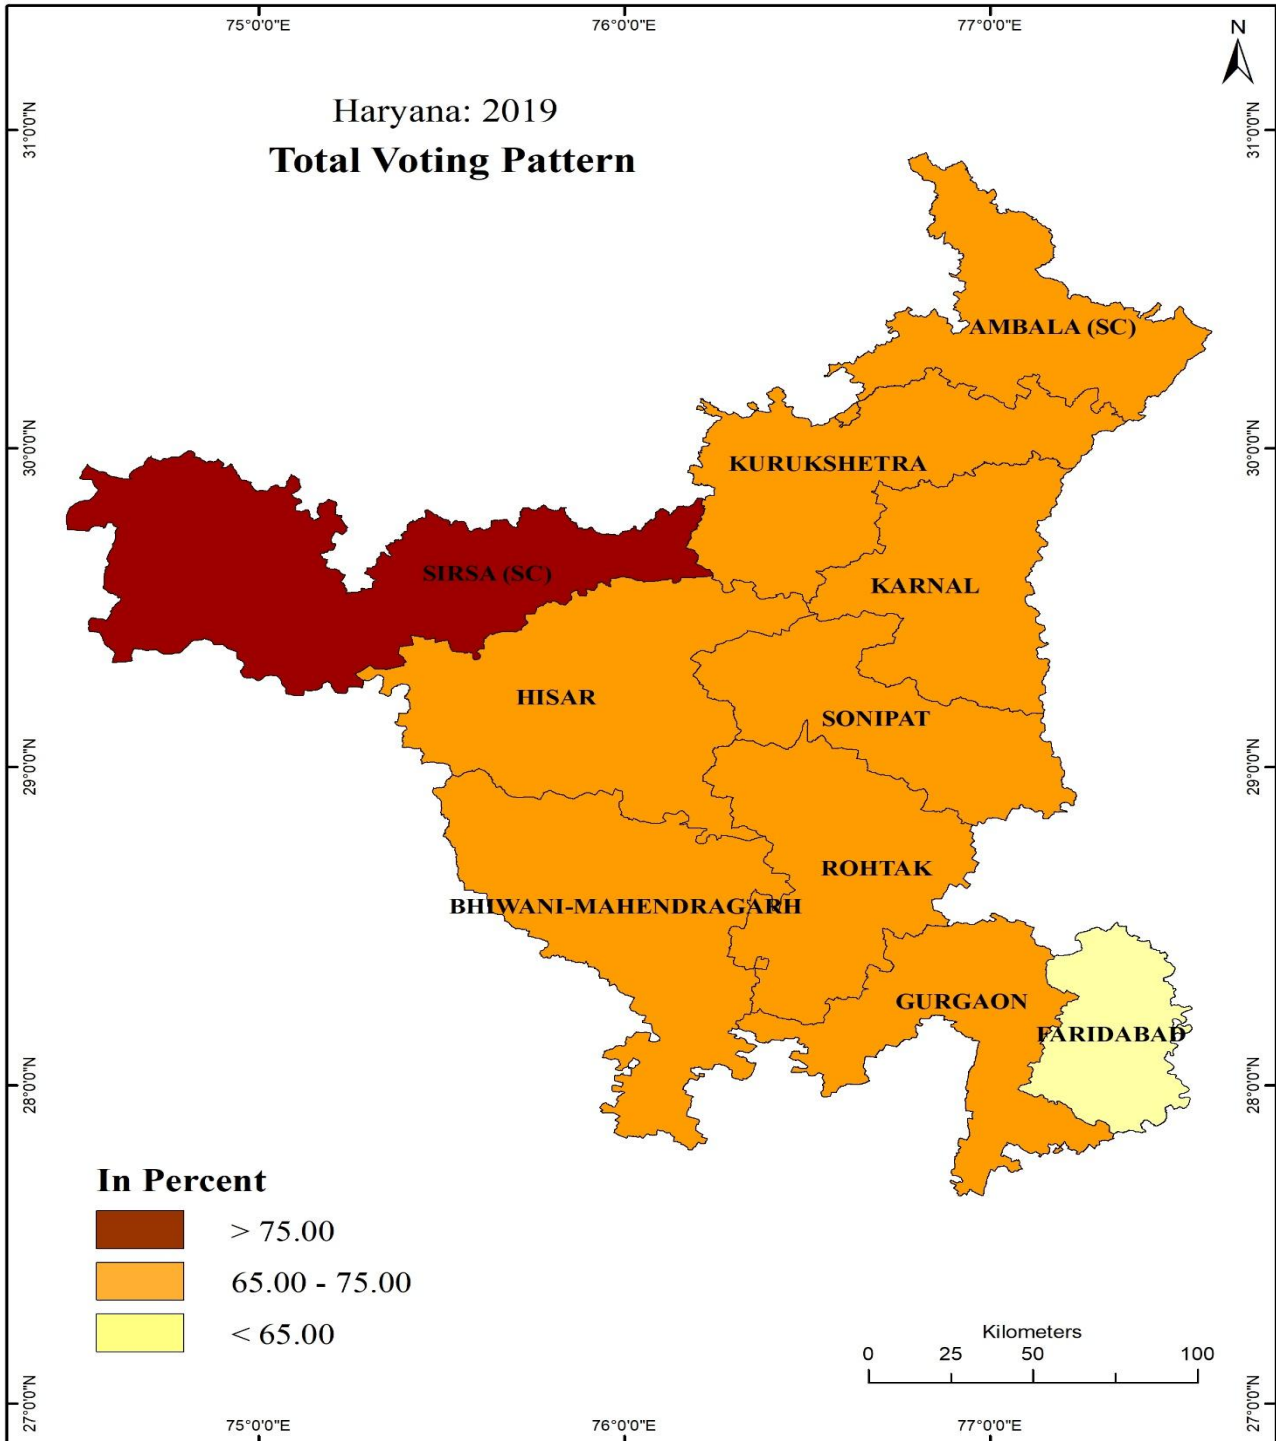 75°0'0"E 76°0'0"E 77°0'0"E
N
Haryana: 2019
Total Voting Pattern
31°0'0"N 31°0'0"N
AMBALA (SC)
30°0'0"N 30°0'0"N
KURUKSHETRA
SIRSA (SC)
KARNAL
HISAR
SONIPAT
29°0'0"N 29°0'0"N
ROHTAK
BHIWANI-MAHENDRAGARH
GURGAON
FARIDABAD
28°0'0"N 28°0'0"N
In Percent
> 75.00
65.00 - 75.00
< 65.00
Kilometers
0 25 50 100
27°0'0"N 27°0'0"N
75°0'0"E 76°0'0"E 77°0'0"E